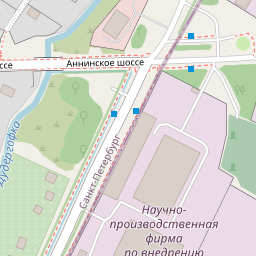 Аннинское шоссе
ссе
Дудергофка
Санкт-Петербург
Научно-
производственная
фирма
по внедрению